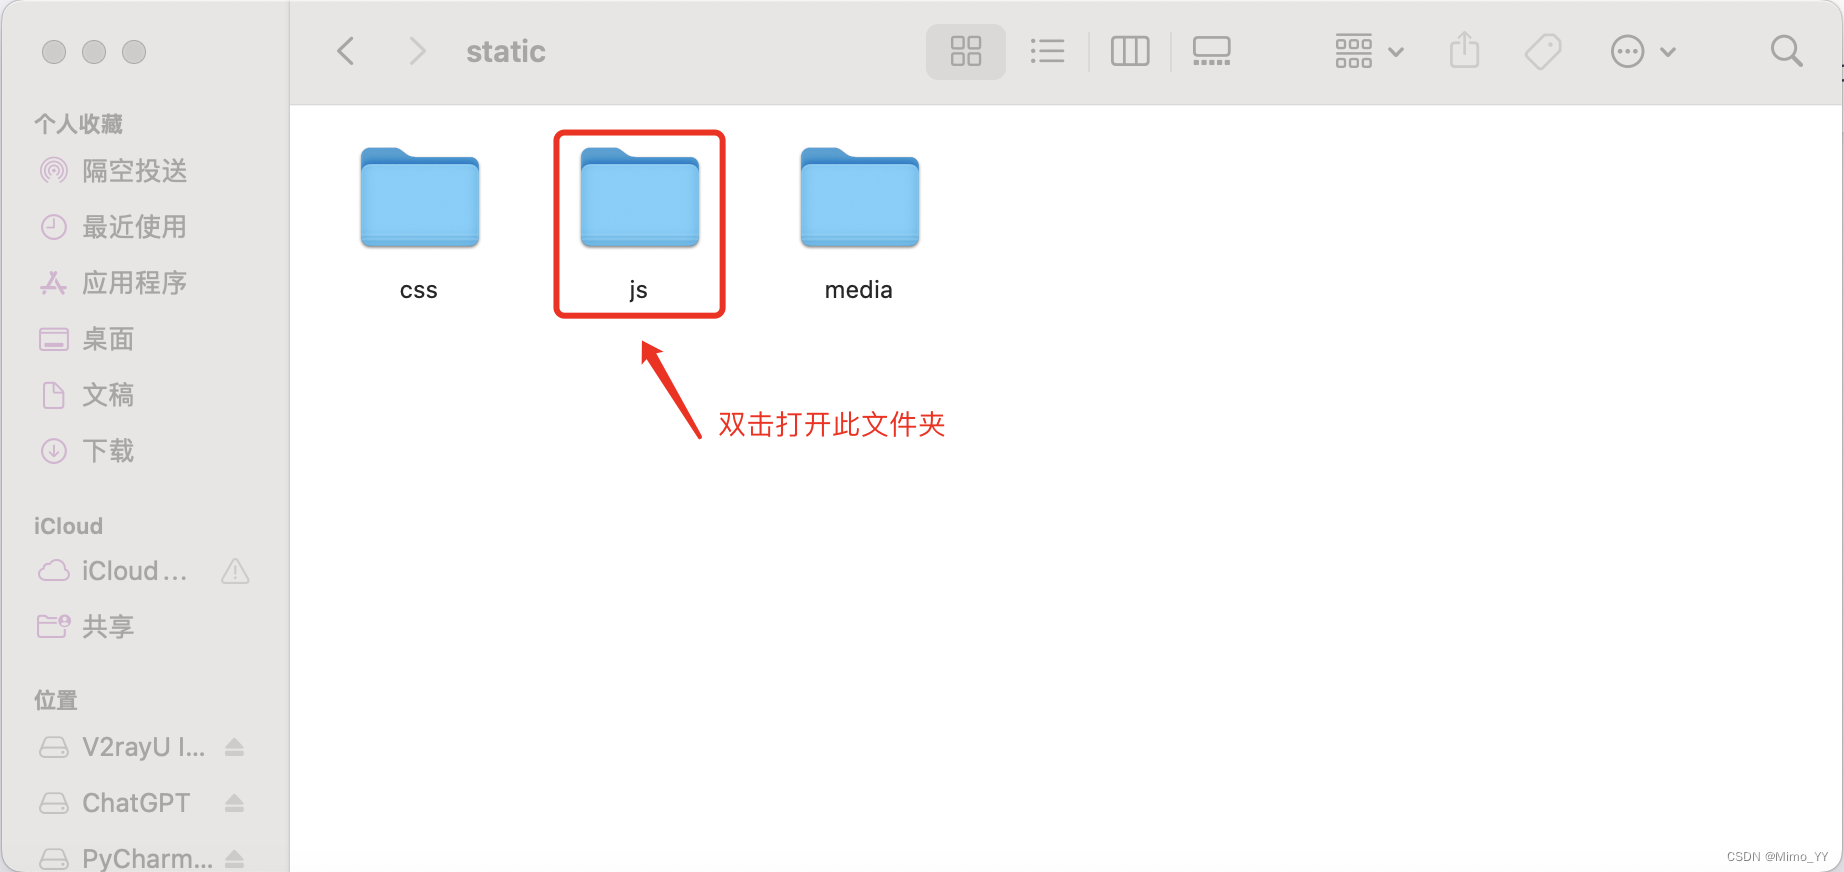 static
个人收藏
隔空投送
最近使用
应用程序
桌面
文稿
下载
iCloud
iCloud...
共享
位置
V2rayU I...
ChatGPT
PyCharm...
css
js
media
双击打开此文件夹
CSDN @Mimo_YY